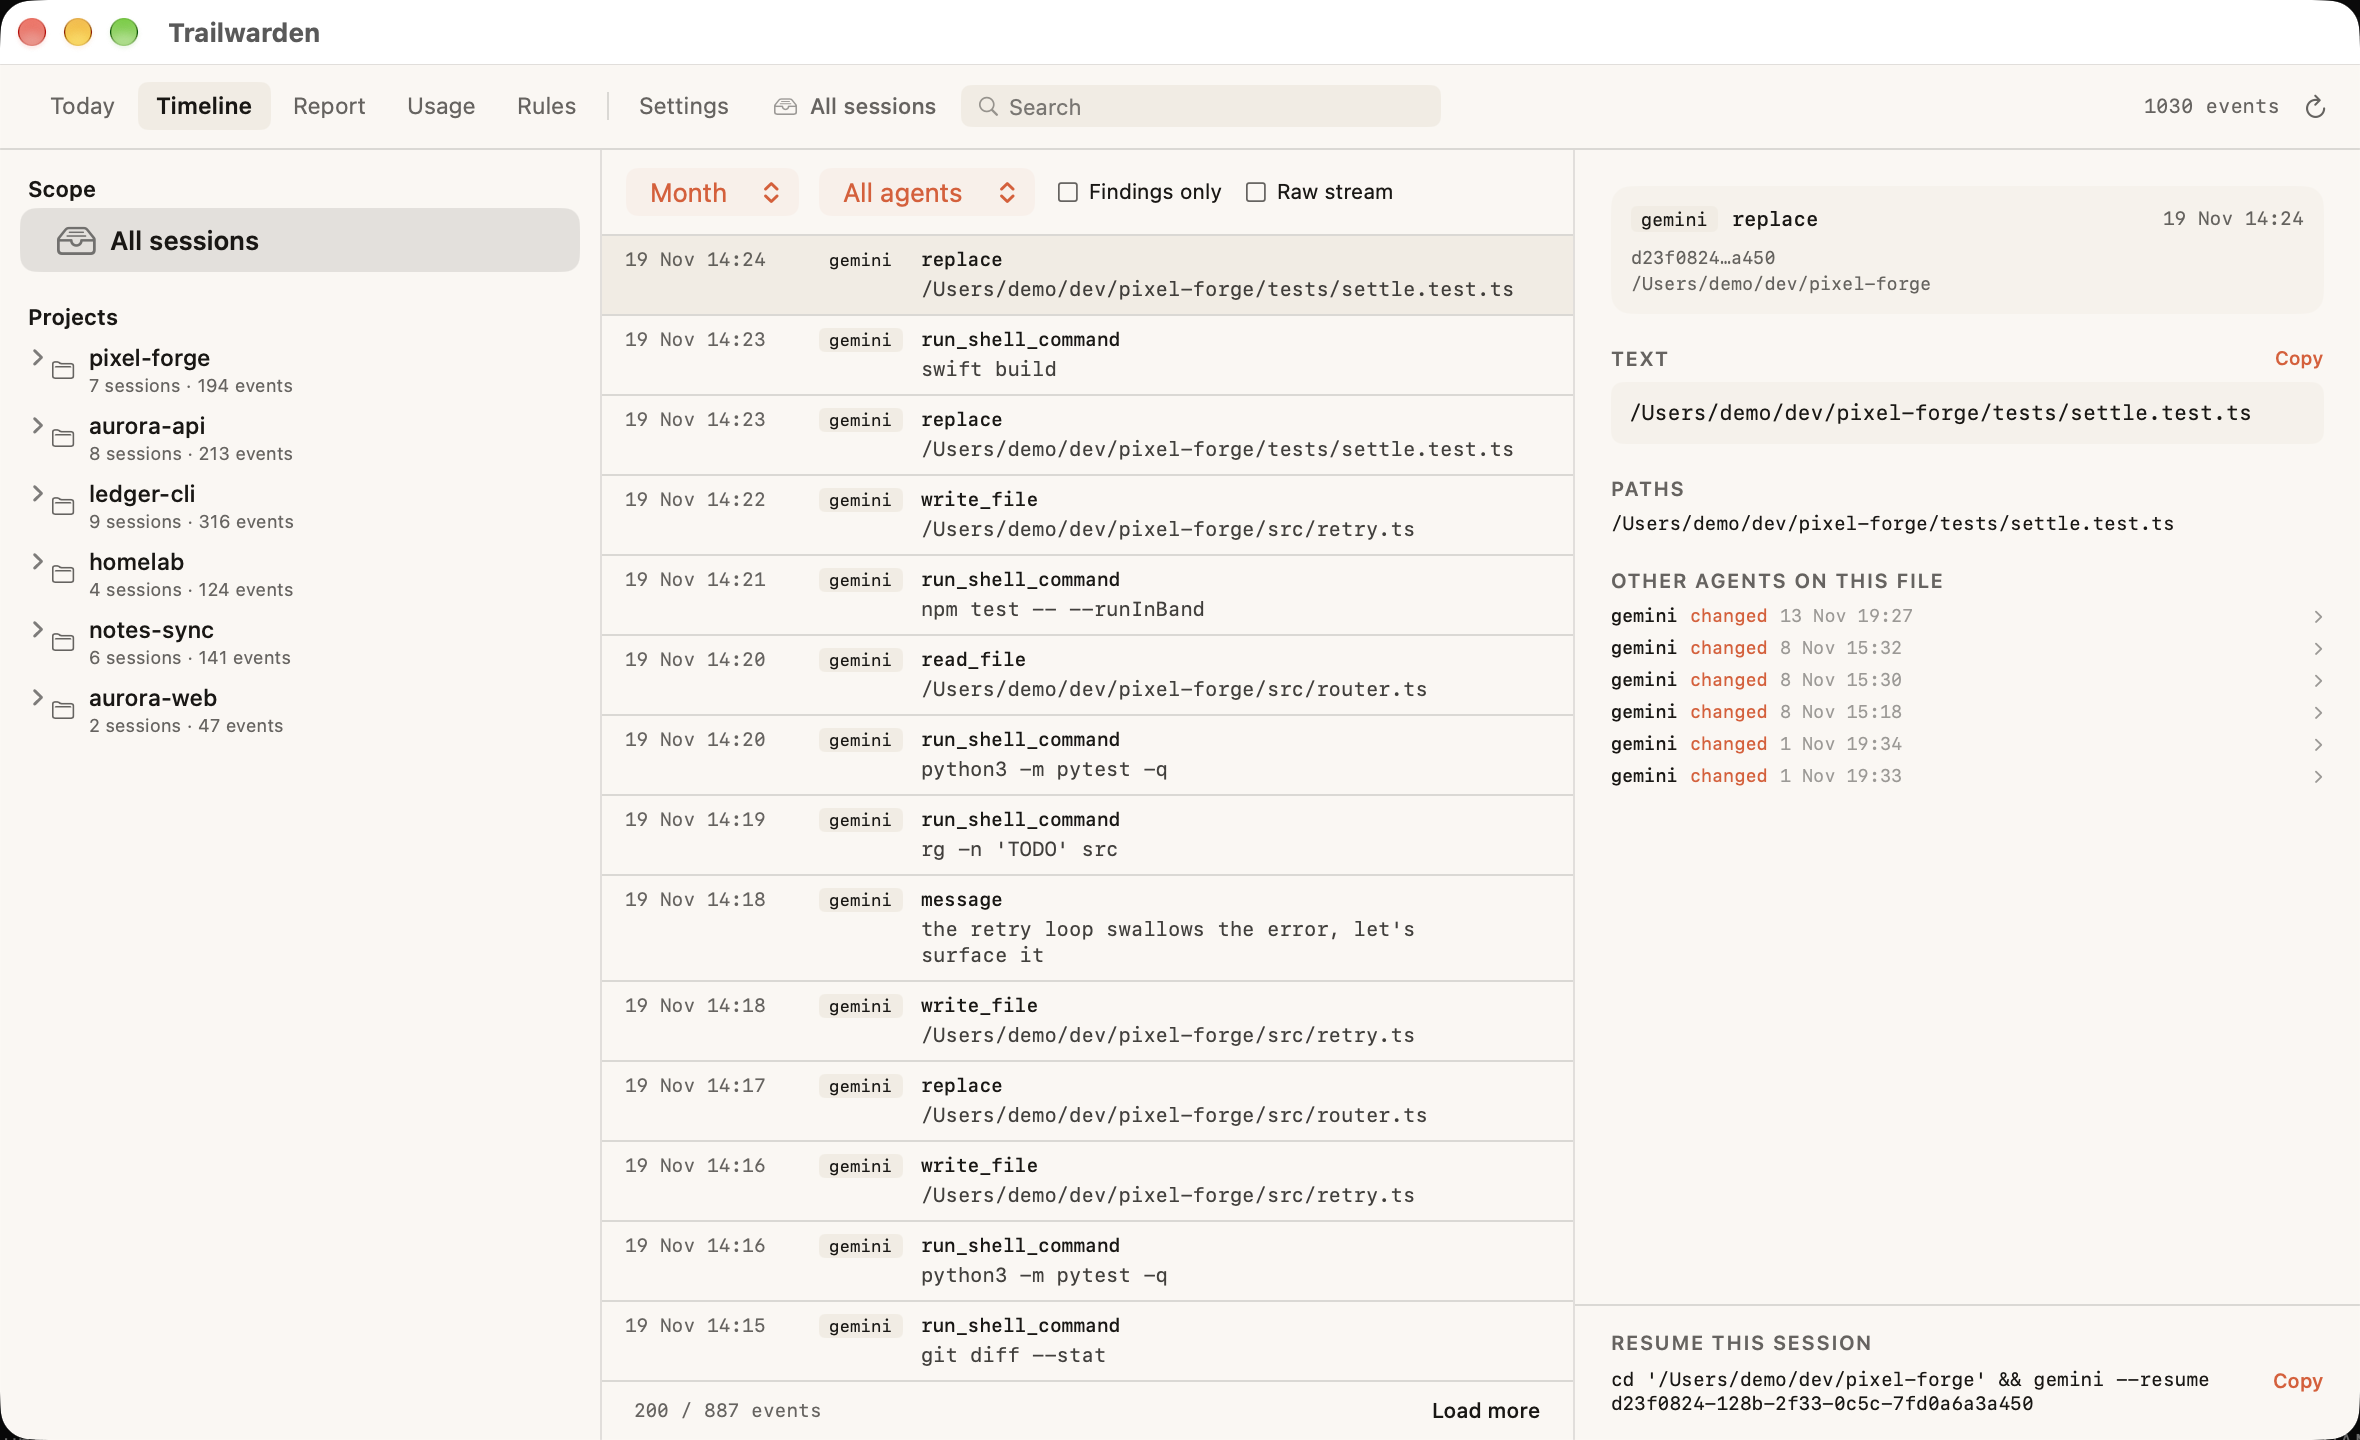 Trailwarden
Today Timeline Report Usage Rules Settings All sessions Search 1030 events
Scope
All sessions
Projects
pixel-forge
7 sessions · 194 events
aurora-api
8 sessions · 213 events
ledger-cli
9 sessions · 316 events
homelab
4 sessions · 124 events
notes-sync
6 sessions · 141 events
aurora-web
2 sessions · 47 events
Month All agents Findings only Raw stream
19 Nov 14:24 gemini replace
/Users/demo/dev/pixel-forge/tests/settle.test.ts
19 Nov 14:23 gemini run_shell_command
swift build
19 Nov 14:23 gemini replace
/Users/demo/dev/pixel-forge/tests/settle.test.ts
19 Nov 14:22 gemini write_file
/Users/demo/dev/pixel-forge/src/retry.ts
19 Nov 14:21 gemini run_shell_command
npm test -- --runInBand
19 Nov 14:20 gemini read_file
/Users/demo/dev/pixel-forge/src/router.ts
19 Nov 14:20 gemini run_shell_command
python3 -m pytest -q
19 Nov 14:19 gemini run_shell_command
rg -n 'TODO' src
19 Nov 14:18 gemini message
the retry loop swallows the error, let's
surface it
19 Nov 14:18 gemini write_file
/Users/demo/dev/pixel-forge/src/retry.ts
19 Nov 14:17 gemini replace
/Users/demo/dev/pixel-forge/src/router.ts
19 Nov 14:16 gemini write_file
/Users/demo/dev/pixel-forge/src/retry.ts
19 Nov 14:16 gemini run_shell_command
python3 -m pytest -q
19 Nov 14:15 gemini run_shell_command
git diff --stat
200 / 887 events Load more
gemini replace 19 Nov 14:24
d23f0824…a450
/Users/demo/dev/pixel-forge
TEXT Copy
/Users/demo/dev/pixel-forge/tests/settle.test.ts
PATHS
/Users/demo/dev/pixel-forge/tests/settle.test.ts
OTHER AGENTS ON THIS FILE
gemini changed 13 Nov 19:27
gemini changed 8 Nov 15:32
gemini changed 8 Nov 15:30
gemini changed 8 Nov 15:18
gemini changed 1 Nov 19:34
gemini changed 1 Nov 19:33
RESUME THIS SESSION
cd '/Users/demo/dev/pixel-forge' && gemini --resume
d23f0824-128b-2f33-0c5c-7fd0a6a3a450
Copy